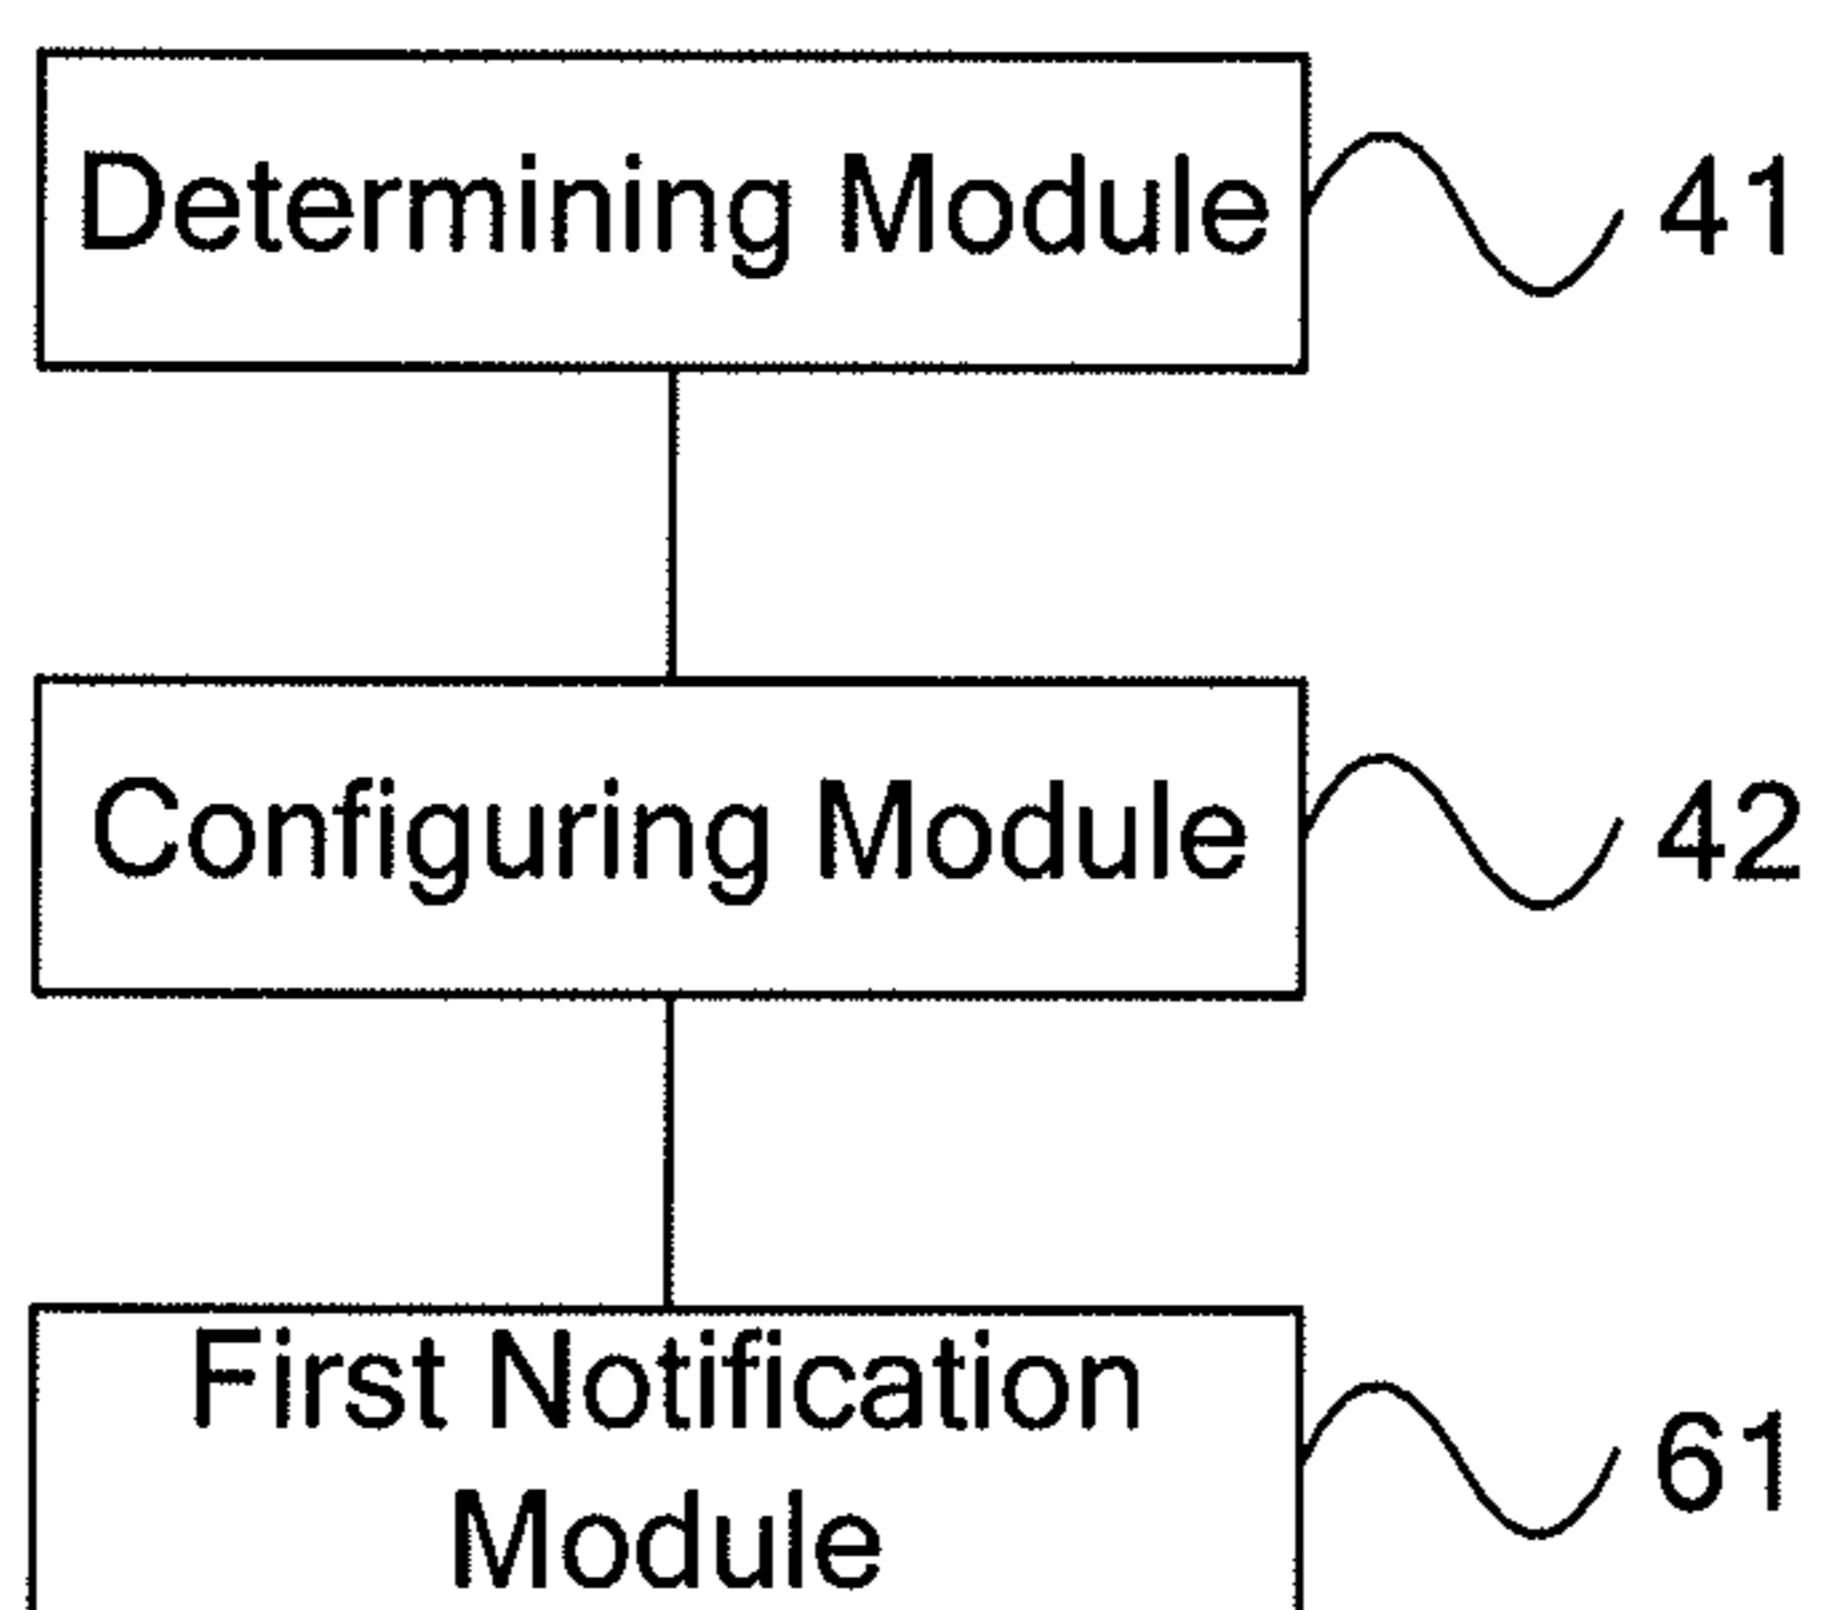 Determining Module 41
Configuring Module 42
First Notification
Module
61